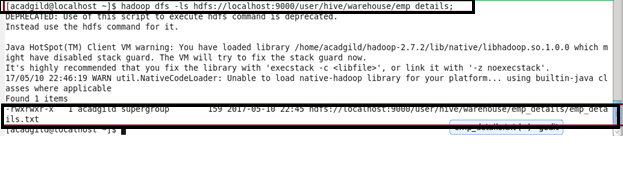 [acadgild@localhost ~]$ hadoop dfs -ls hdfs://localhost:9000/user/hive/warehouse/emp_details;
DEPRECATED: Use of this script to execute hdfs command is deprecated.
Instead use the hdfs command for it.
Java HotSpot(TM) Client VM warning: You have loaded library /home/acadgild/hadoop-2.7.2/lib/native/libhadoop.so.1.0.0 which m
ight have disabled stack guard. The VM will try to fix the stack guard now.
It's highly recommended that you fix the library with 'execstack -c <libfile>', or link it with '-z noexecstack'.
17/05/10 22:46:19 WARN util.NativeCodeLoader: Unable to load native-hadoop library for your platform... using builtin-java cl
asses where applicable
Found 1 items
-rwxrwxr-x 1 acadgild supergroup 159 2017-05-10 22:45 hdfs://localhost:9000/user/hive/warehouse/emp_details/emp_deta
ils.txt
[acadgild@localhost ~]$